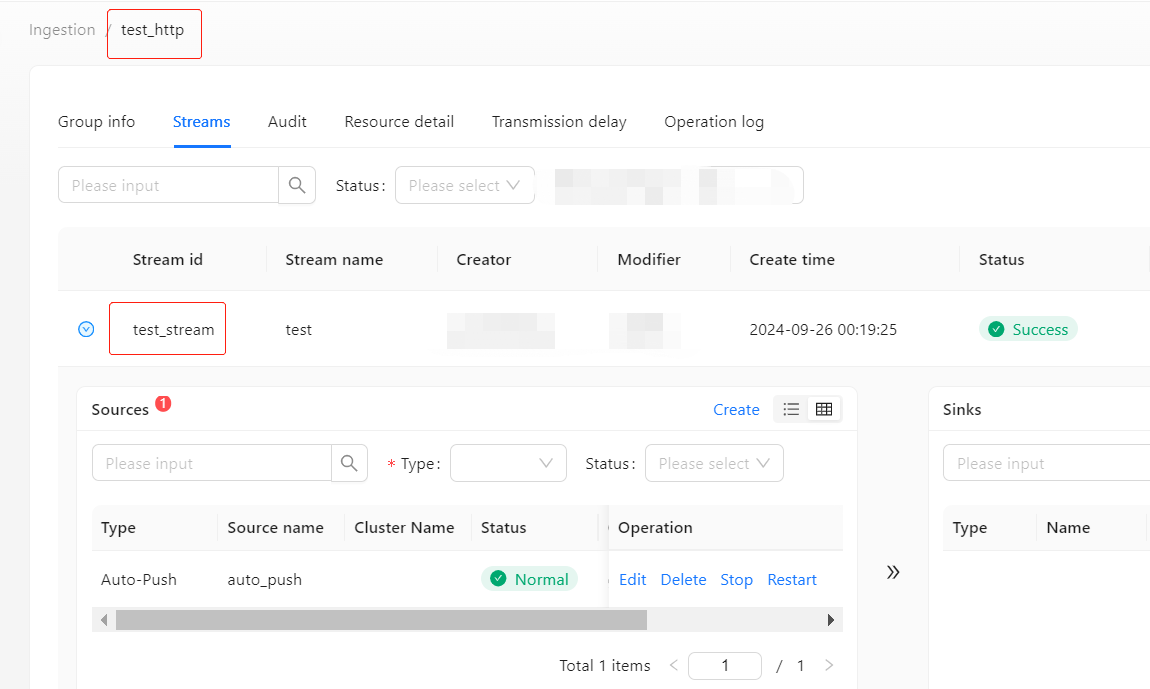 Ingestion / test_http
Group info Streams Audit Resource detail Transmission delay Operation log
Please input Status: Please select
Stream id Stream name Creator Modifier Create time Status
test_stream test 2024-09-26 00:19:25 Success
Sources 1 Create Sinks
Please input * Type: Status: Please select Please input
Type Source name Cluster Name Status Operation Type Name
Auto-Push auto_push Normal Edit Delete Stop Restart
Total 1 items < 1 / 1 >